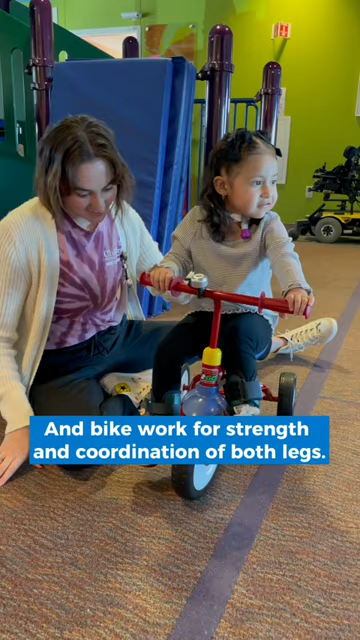 And bike work for strength
and coordination of both legs.